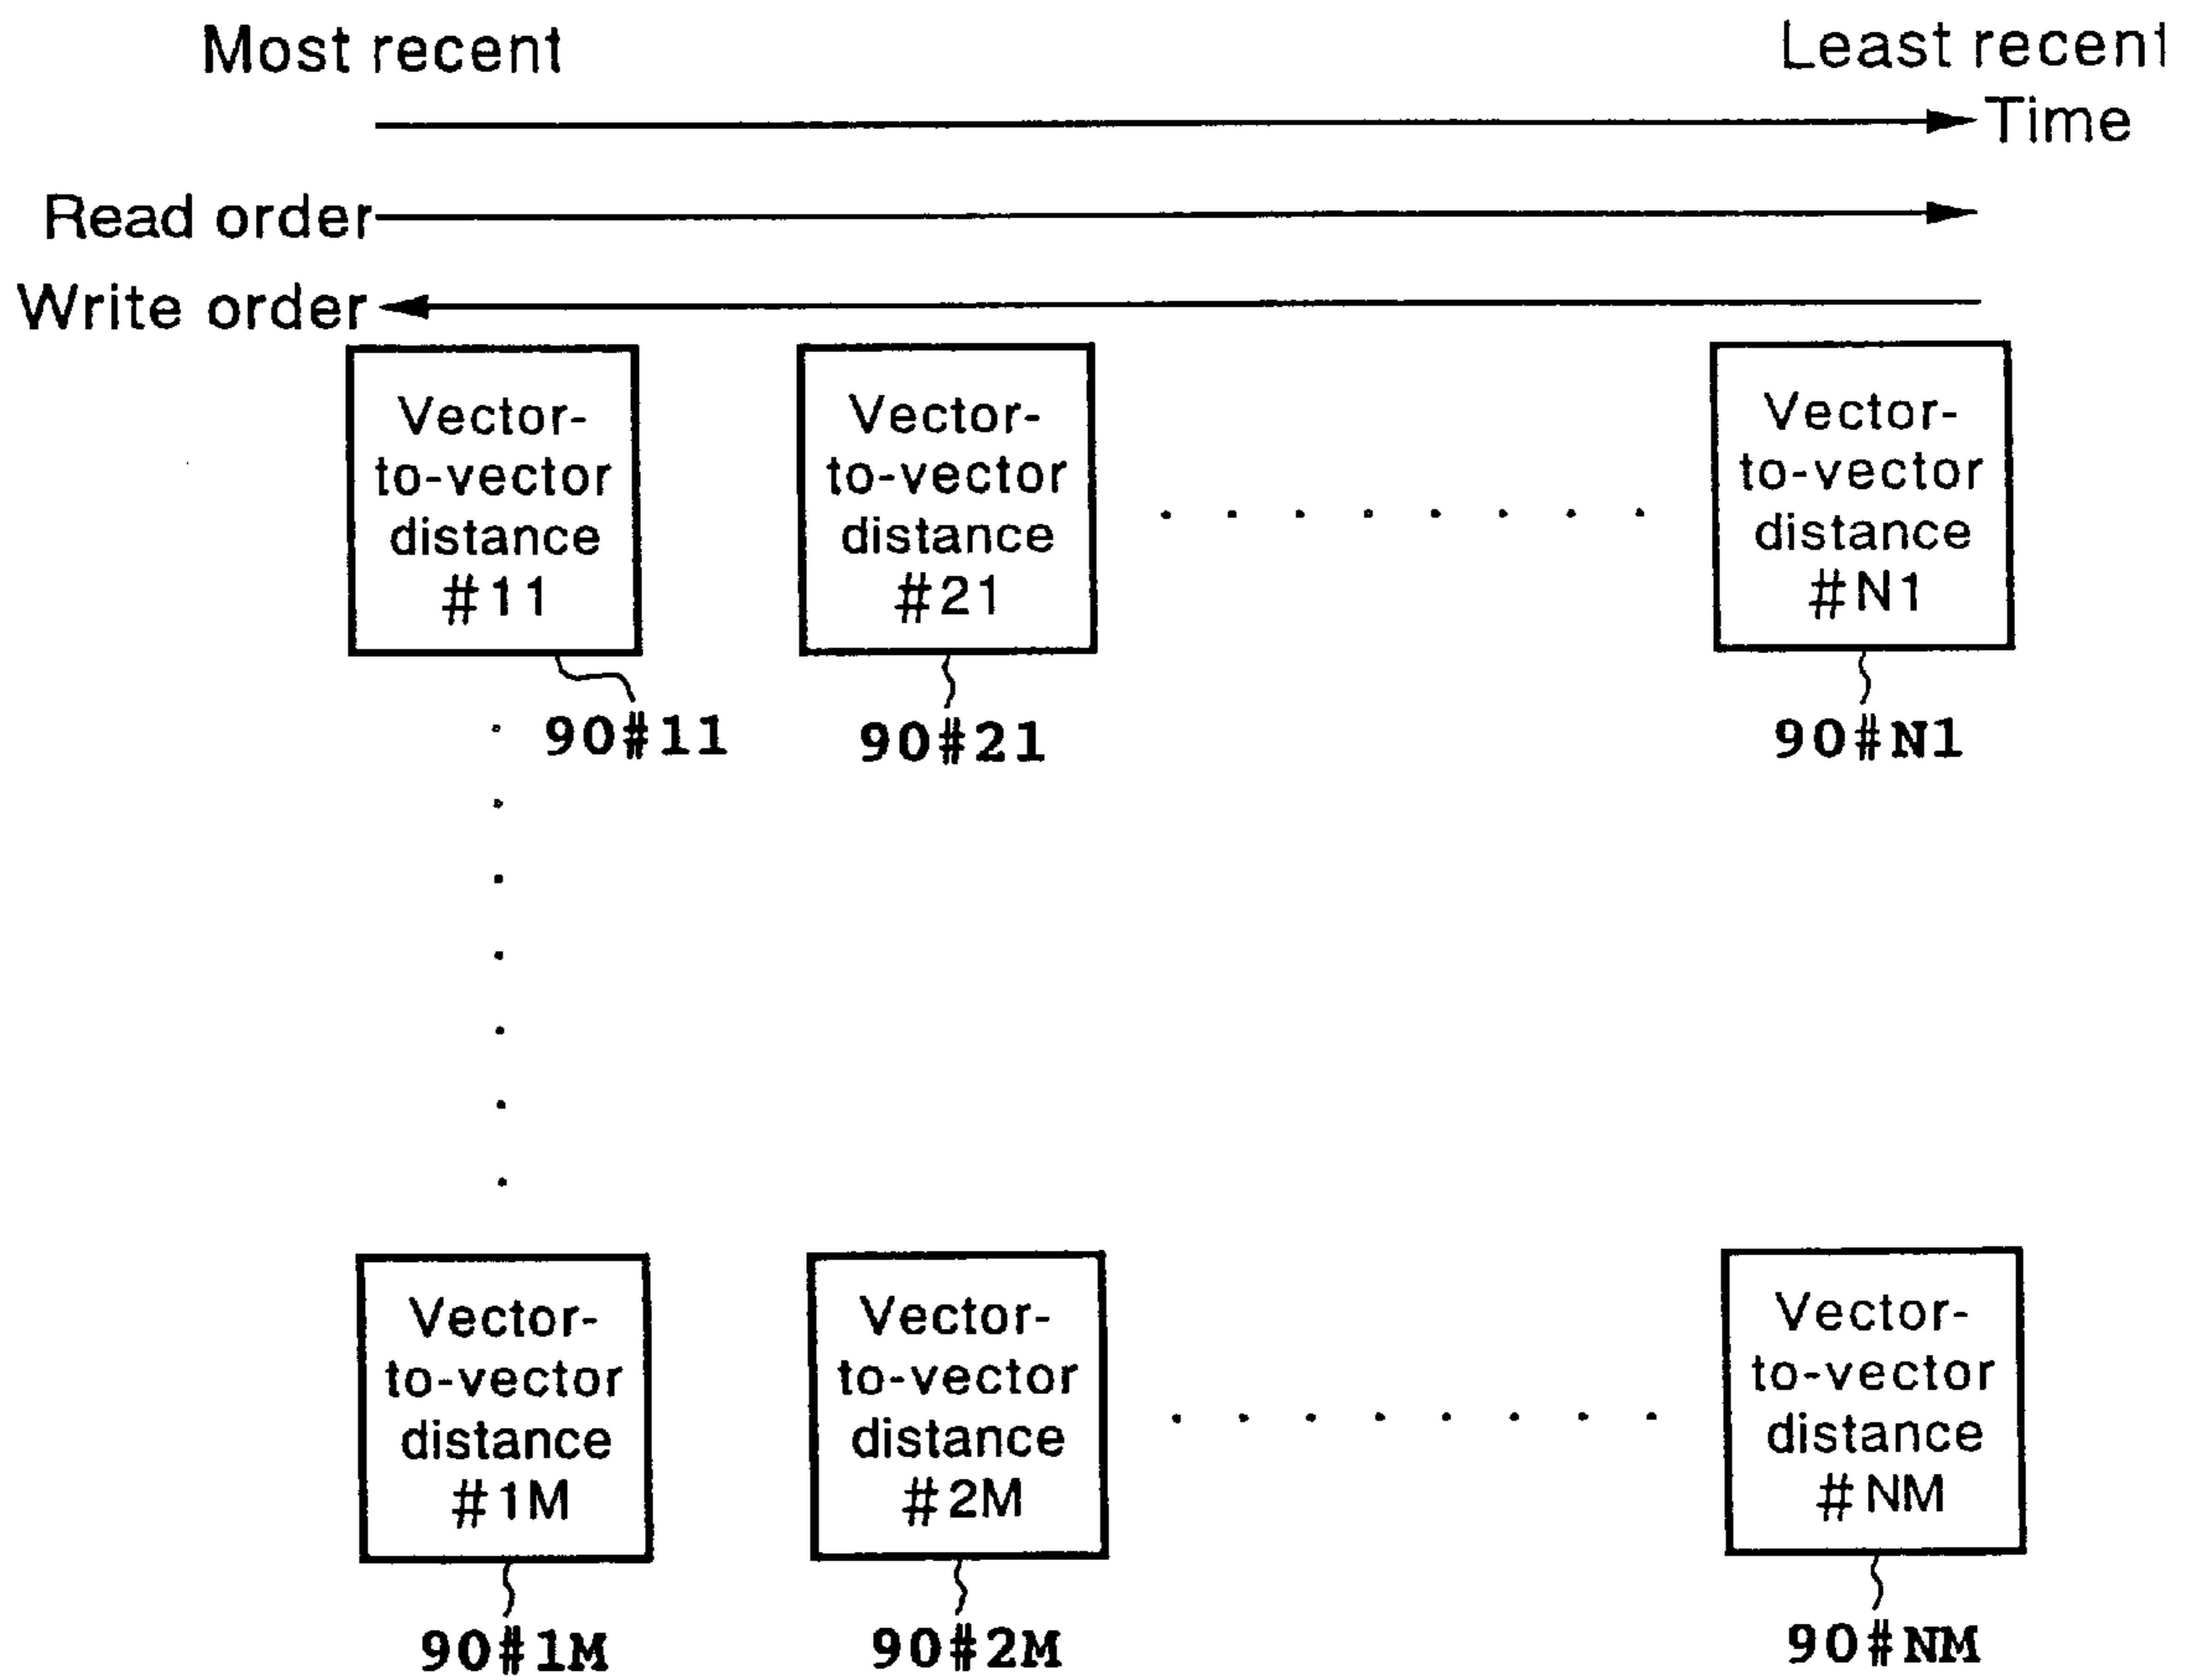 Most recent
Least recent
Time
Read order
Write order
Vector-
to-vector
distance
#11
Vector-
to-vector
distance
#21
Vector-
to-vector
distance
#N1
90#11
90#21
90#N1
Vector-
to-vector
distance
#1M
Vector-
to-vector
distance
#2M
Vector-
to-vector
distance
#NM
90#1M
90#2M
90#NM